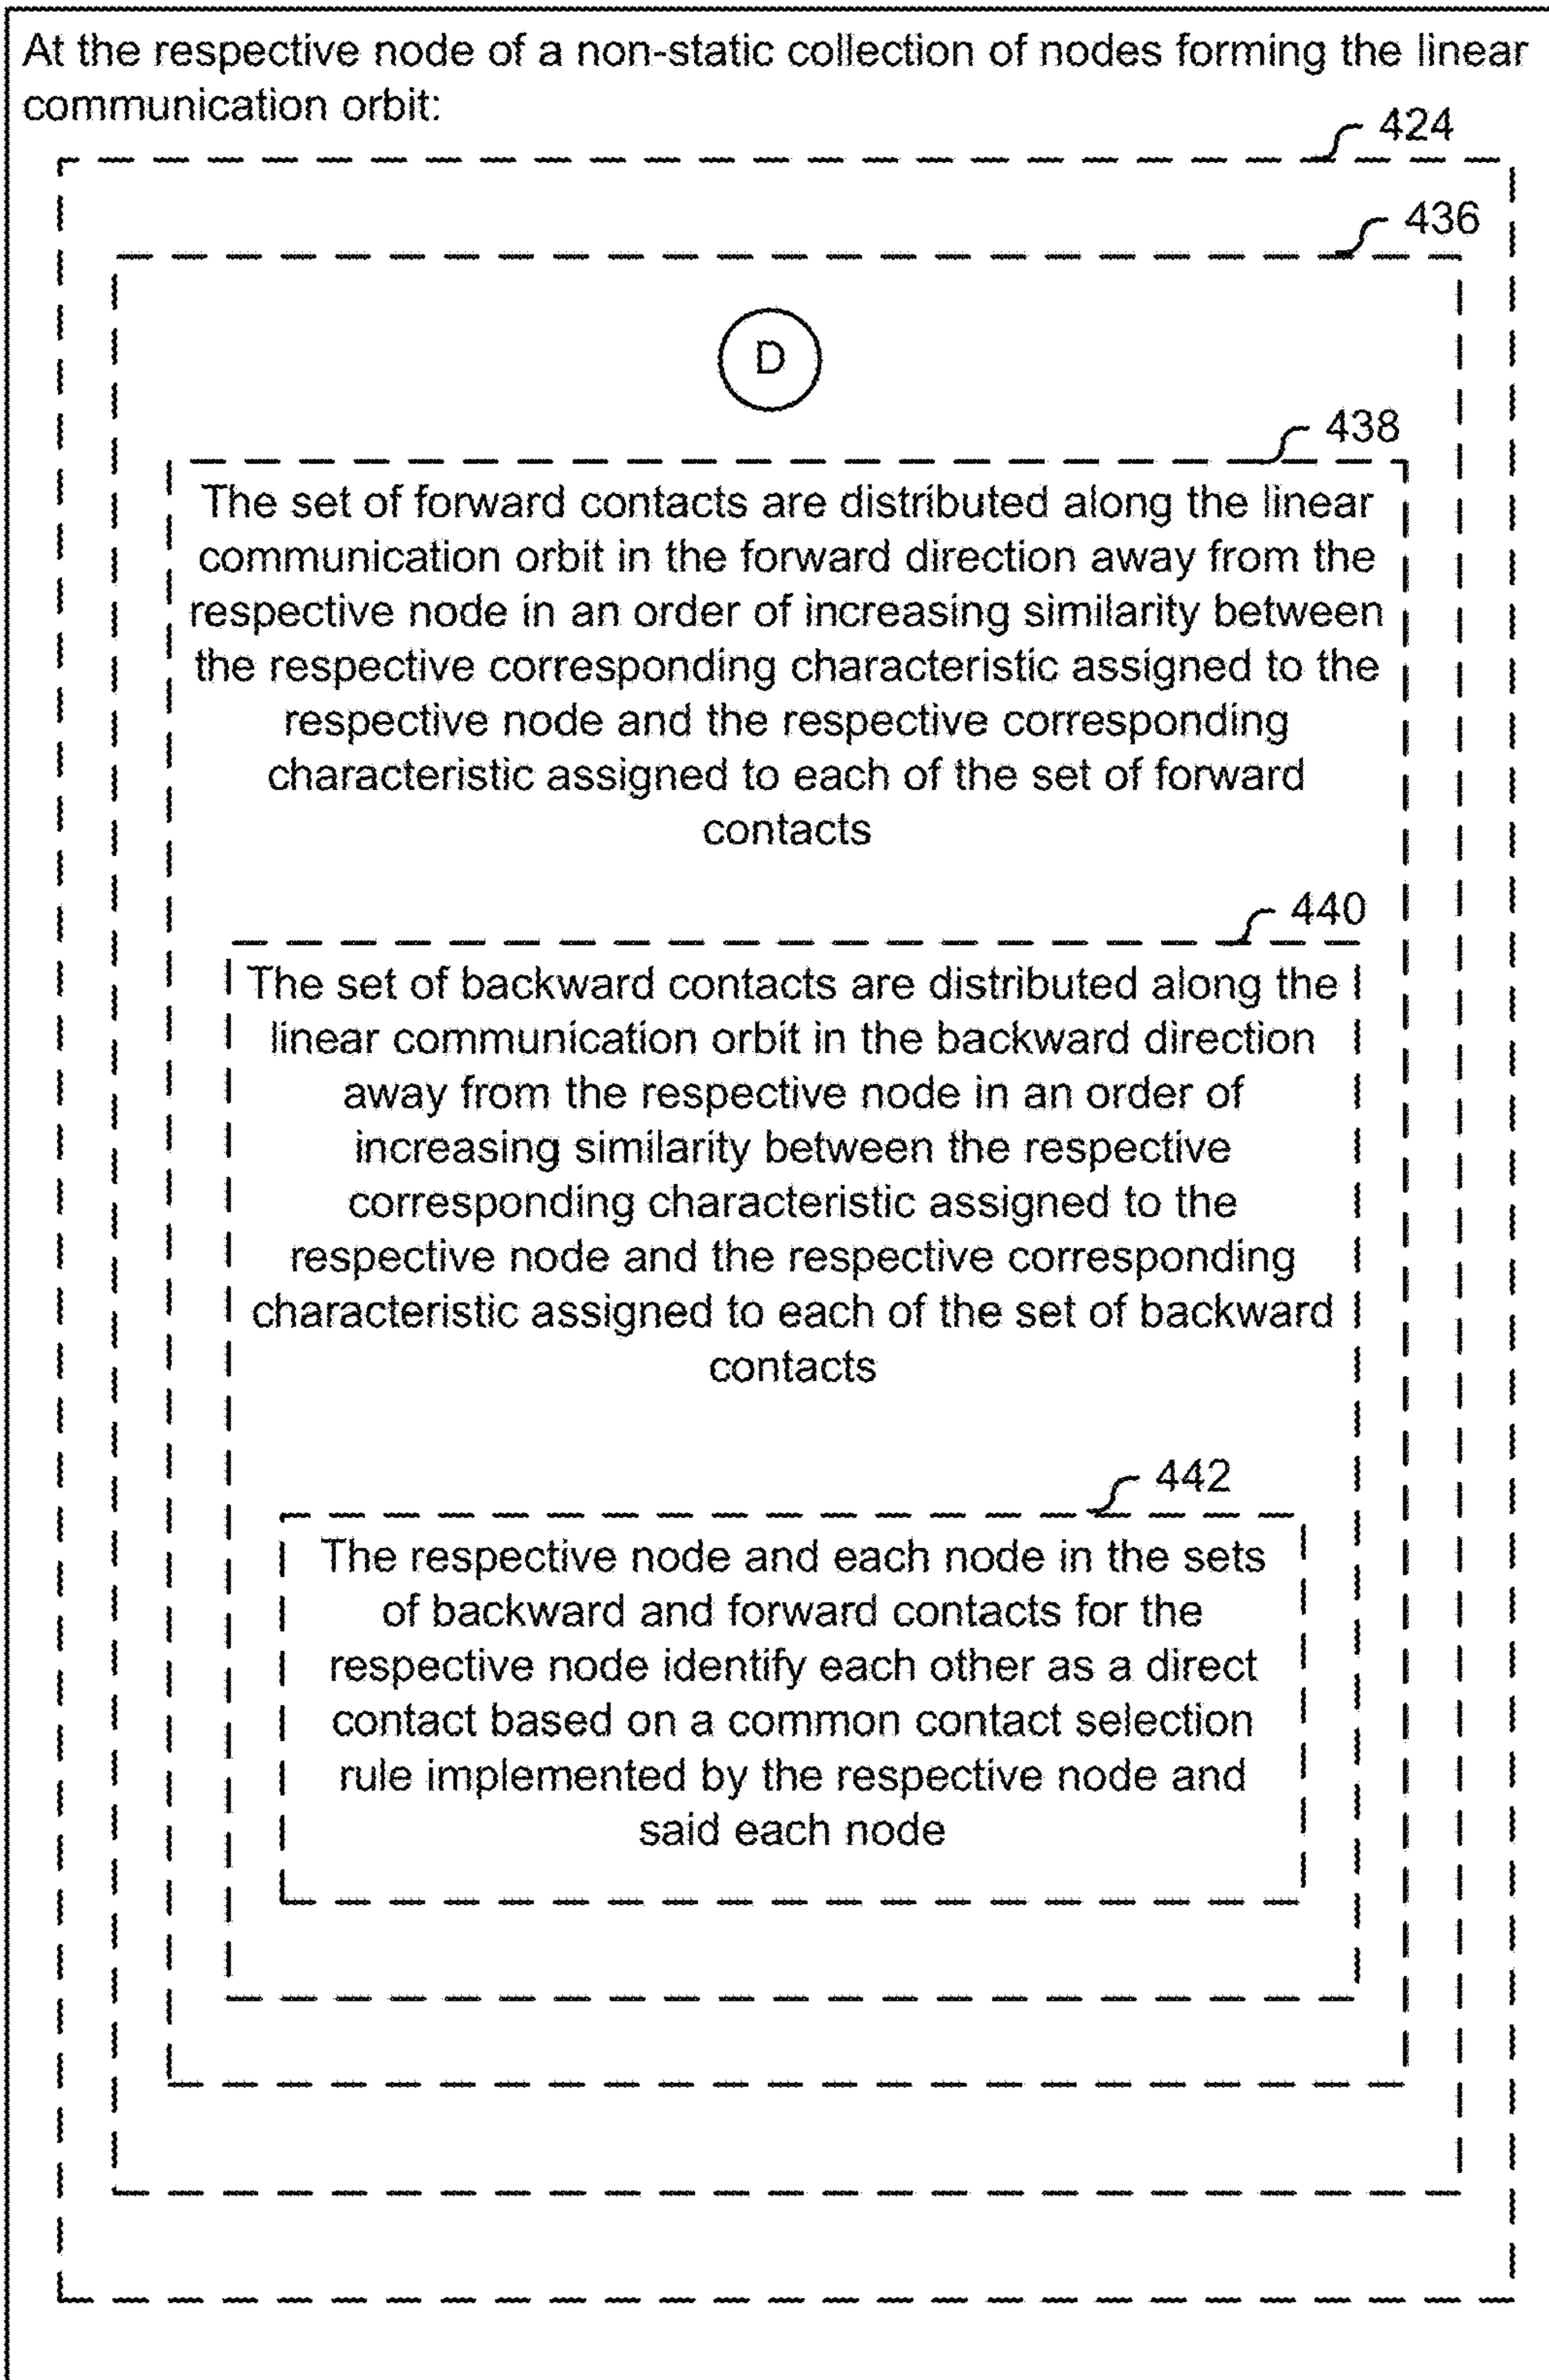 At the respective node of a non-static collection of nodes forming the linear
communication orbit:
424
436
D
438
The set of forward contacts are distributed along the linear
communication orbit in the forward direction away from the
respective node in an order of increasing similarity between
the respective corresponding characteristic assigned to the
respective node and the respective corresponding
characteristic assigned to each of the set of forward
contacts
440
The set of backward contacts are distributed along the
linear communication orbit in the backward direction
away from the respective node in an order of
increasing similarity between the respective
corresponding characteristic assigned to the
respective node and the respective corresponding
characteristic assigned to each of the set of backward
contacts
442
The respective node and each node in the sets
of backward and forward contacts for the
respective node identify each other as a direct
contact based on a common contact selection
rule implemented by the respective node and
said each node